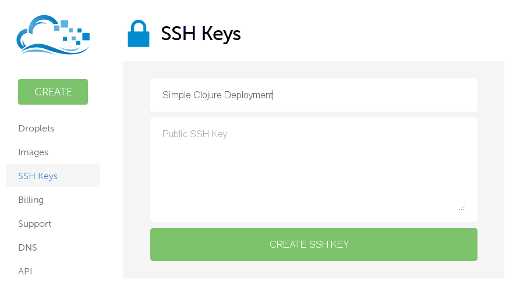 SSH Keys
CREATE
Simple Clojure Deployment
Droplets
Public SSH Key
Images
SSH Keys
Billing
Support
CREATE SSH KEY
DNS
API